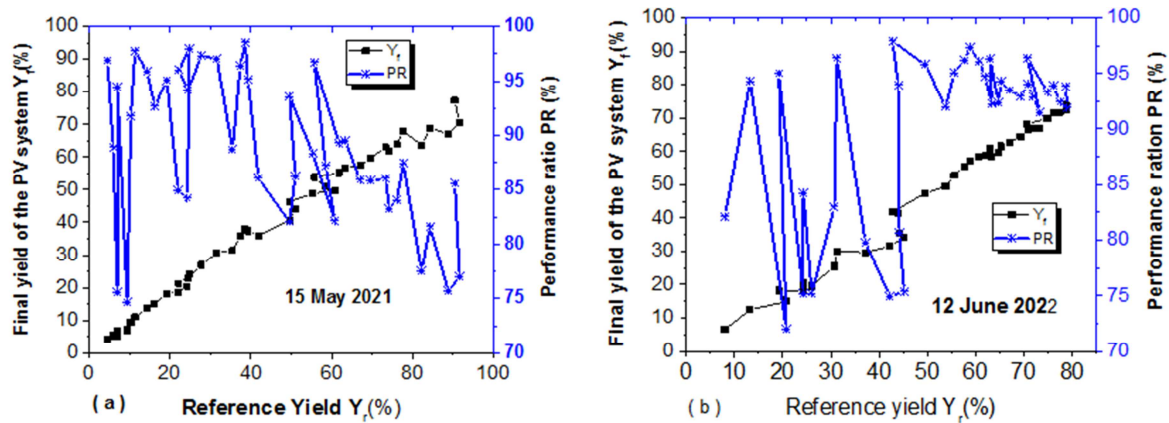 Final yield of the PV system Yf(%)
100
90
80
70
60
50
40
30
20
10
0
Yf
PR
15 May 2021
100
95
90
85
80
75
70
Performance ratio PR (%)
0 20 40 60 80 100
( a ) Reference Yield Yr(%)
FInal yield of the PV system Yf(%)
100
90
80
70
60
50
40
30
20
10
0
Yf
PR
12 June 2022
100
95
90
85
80
75
70
Performance ration PR (%)
0 10 20 30 40 50 60 70 80
( b ) Reference yield Yr(%)